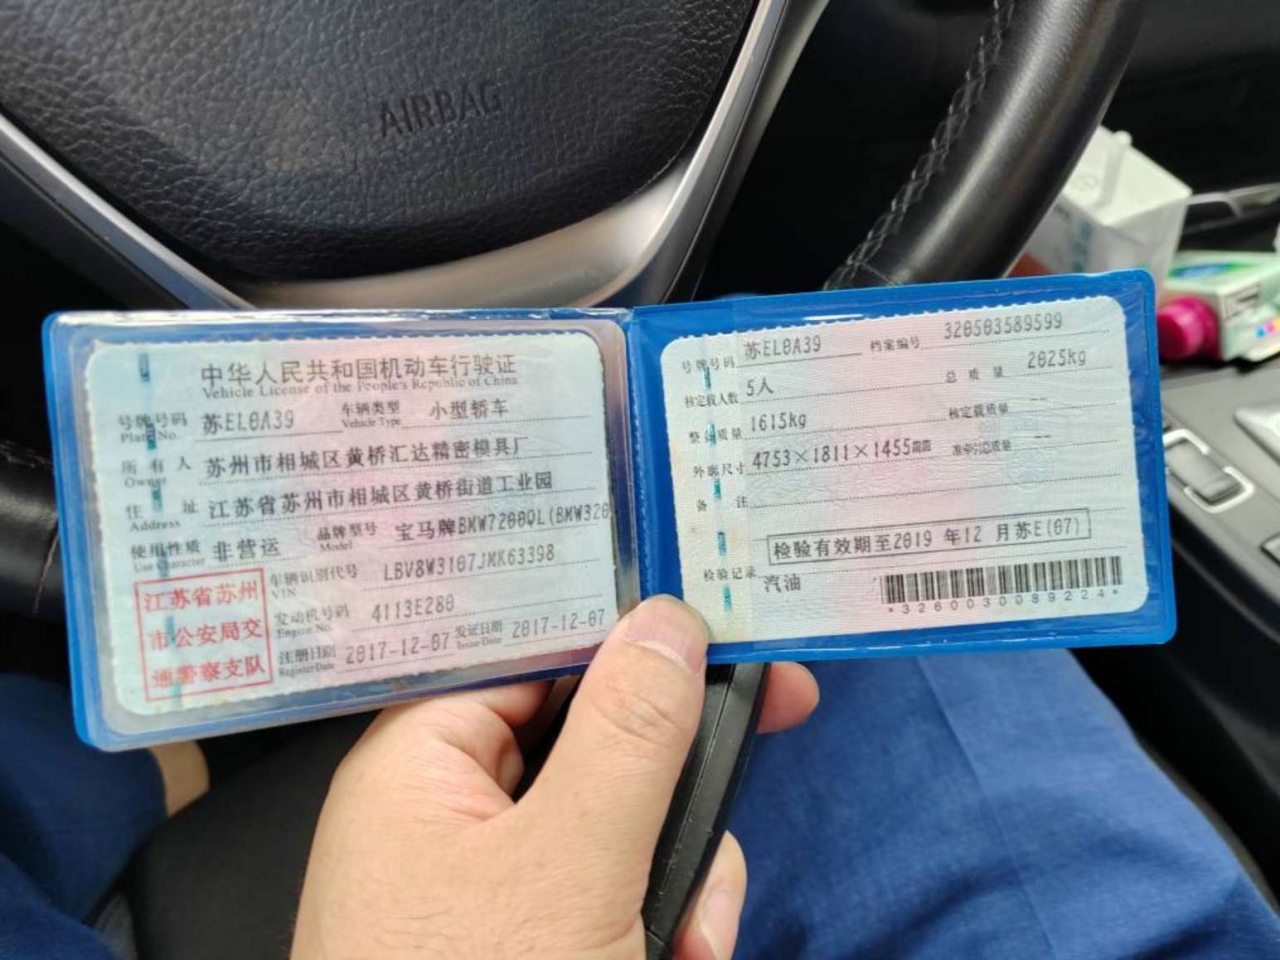 AIRBAG
中华人民共和国机动车行驶证
Vehicle License of the People's Republic of China
号牌号码 苏EL0A39 车辆类型 小型轿车
Plate No. Vehicle Type
所有人 苏州市相城区黄桥汇达精密模具厂
Owner
住址 江苏省苏州市相城区黄桥街道工业园
Address
使用性质 非营运 品牌型号 宝马牌BMW7200QL(BMW320
Use Character Model
车辆识别代号 LBV8W3107JMK63398
VIN
发动机号码 4113E280
Engine No.
注册日期 2017-12-07 发证日期 2017-12-07
Register Date Issue Date
江苏省苏州
市公安局交
通警察支队
号牌号码 苏EL0A39 档案编号 320503589599
核定载人数 5人 总质量 2025kg
整备质量 1615kg 核定载质量 --
外廓尺寸 4753×1811×1455 准牵引总质量 --
备注
检验有效期至2019 年12 月苏E(07)
检验记录 汽油
*3260030089224*